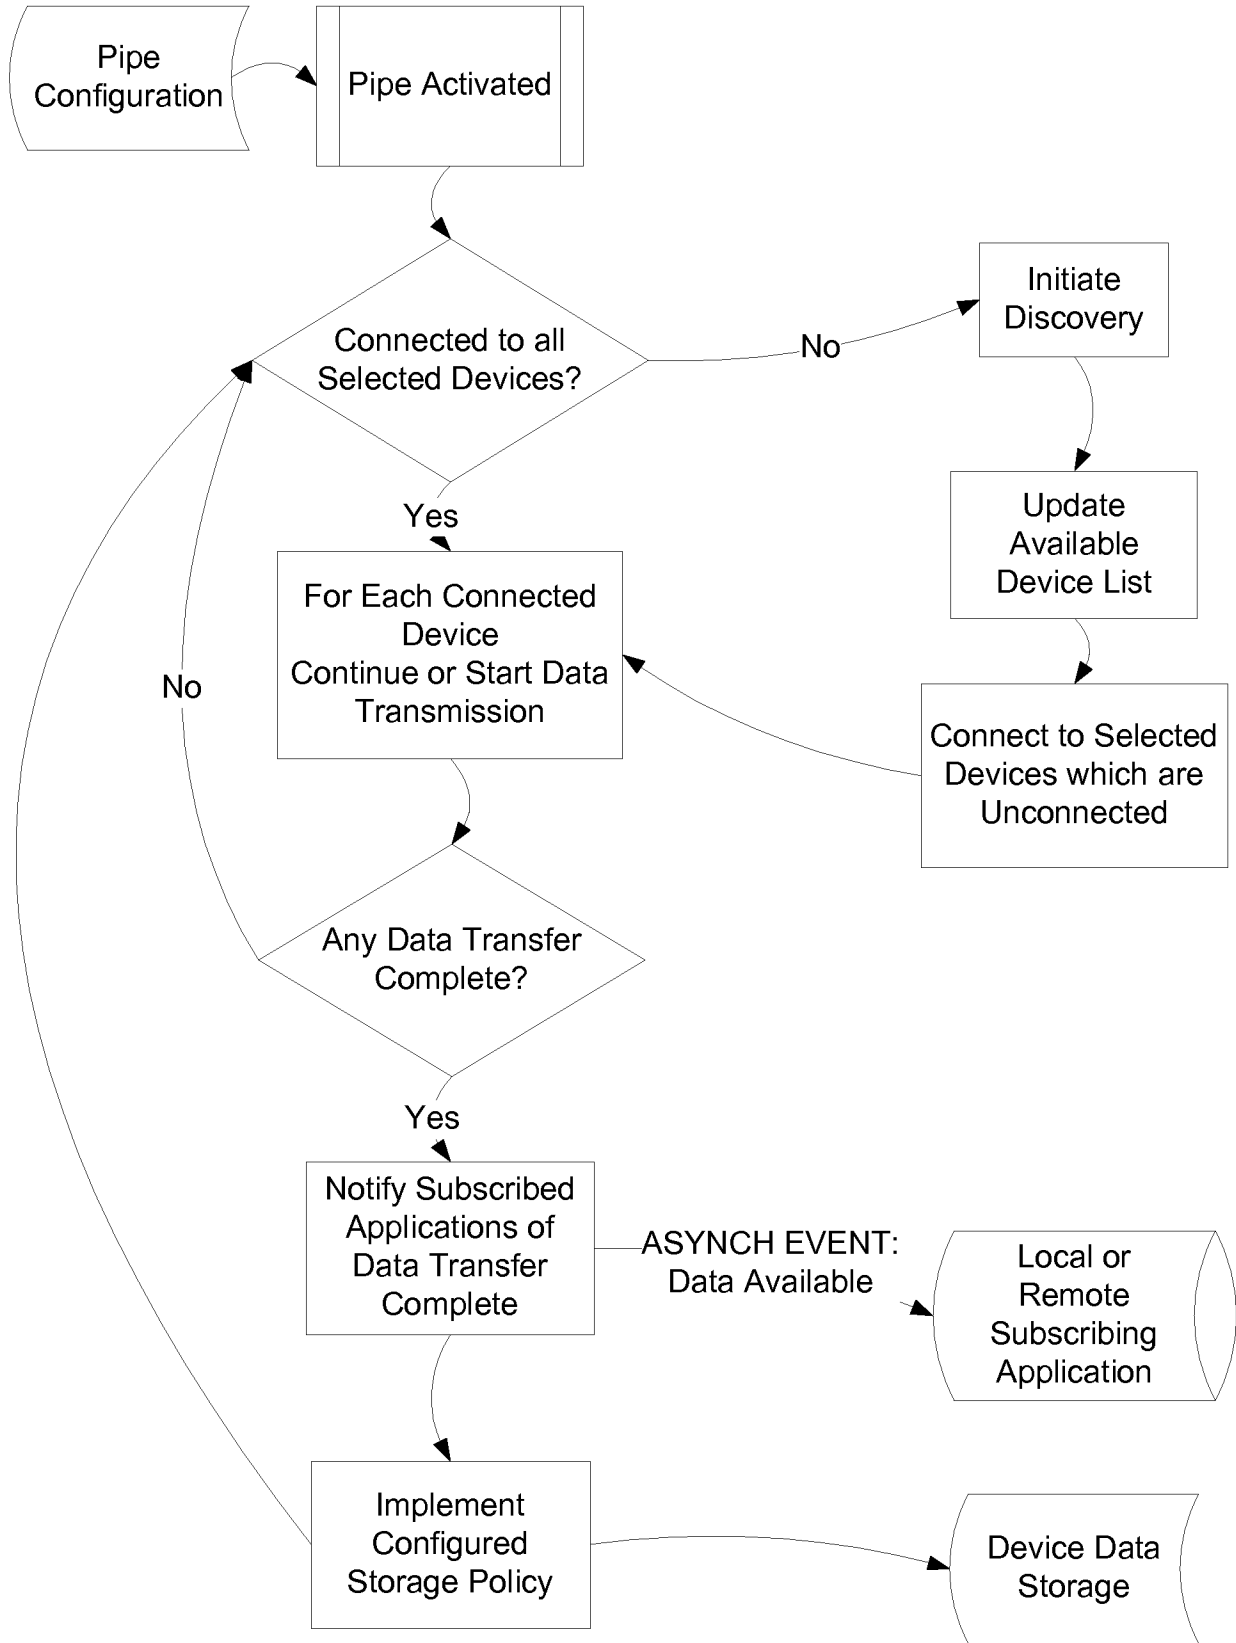 Pipe
Configuration
Pipe Activated
Connected to all
Selected Devices?
No
Initiate
Discovery
Yes
Update
Available
Device List
For Each Connected
Device
Continue or Start Data
Transmission
No
Connect to Selected
Devices which are
Unconnected
Any Data Transfer
Complete?
Yes
Notify Subscribed
Applications of
Data Transfer
Complete
ASYNCH EVENT:
Data Available
Local or
Remote
Subscribing
Application
Implement
Configured
Storage Policy
Device Data
Storage